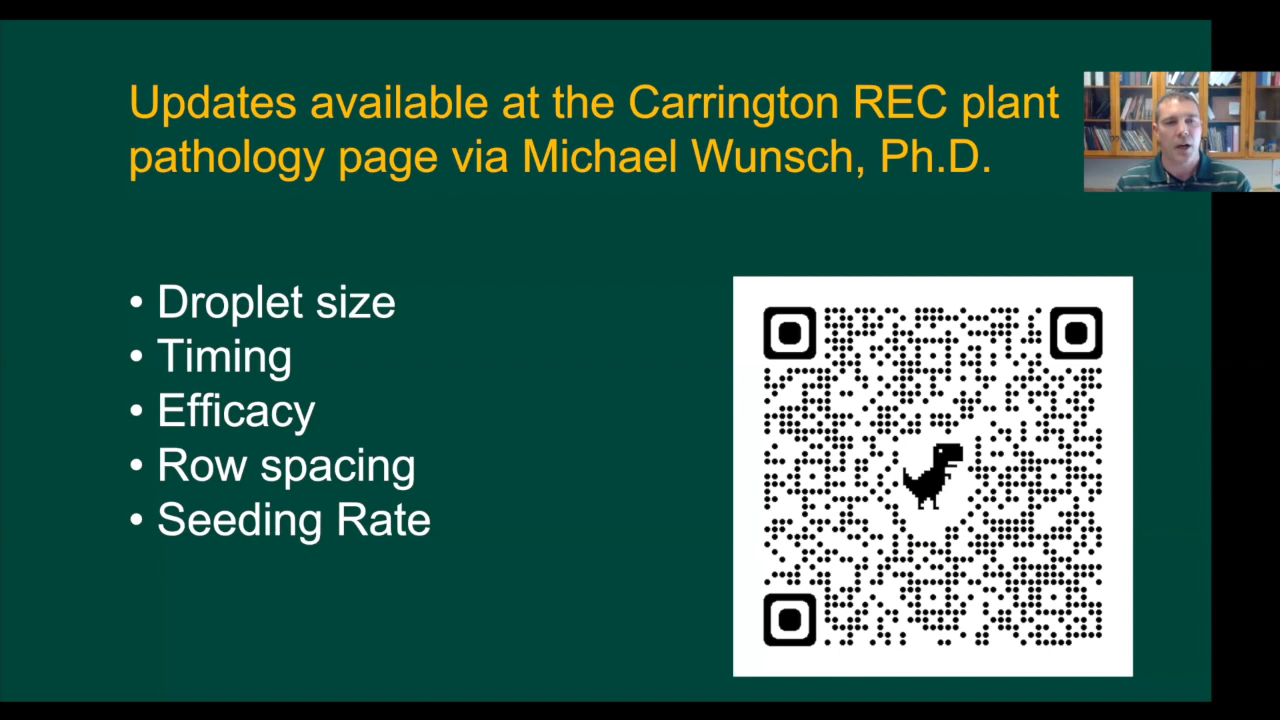 Updates available at the Carrington REC plant
pathology page via Michael Wunsch, Ph.D.
• Droplet size
• Timing
• Efficacy
• Row spacing
• Seeding Rate